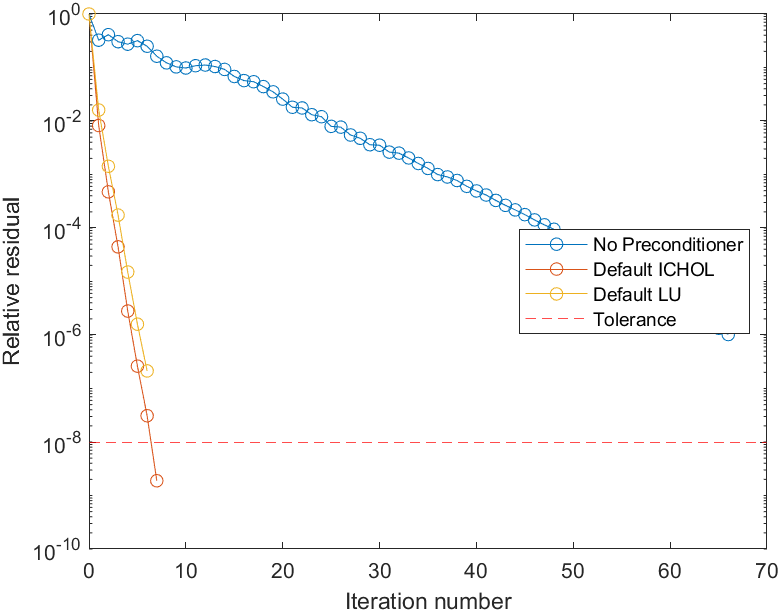 10^0
10^-2
10^-4
10^-6
10^-8
10^-10
Relative residual
No Preconditioner
Default ICHOL
Default LU
Tolerance
0 10 20 30 40 50 60 70
Iteration number